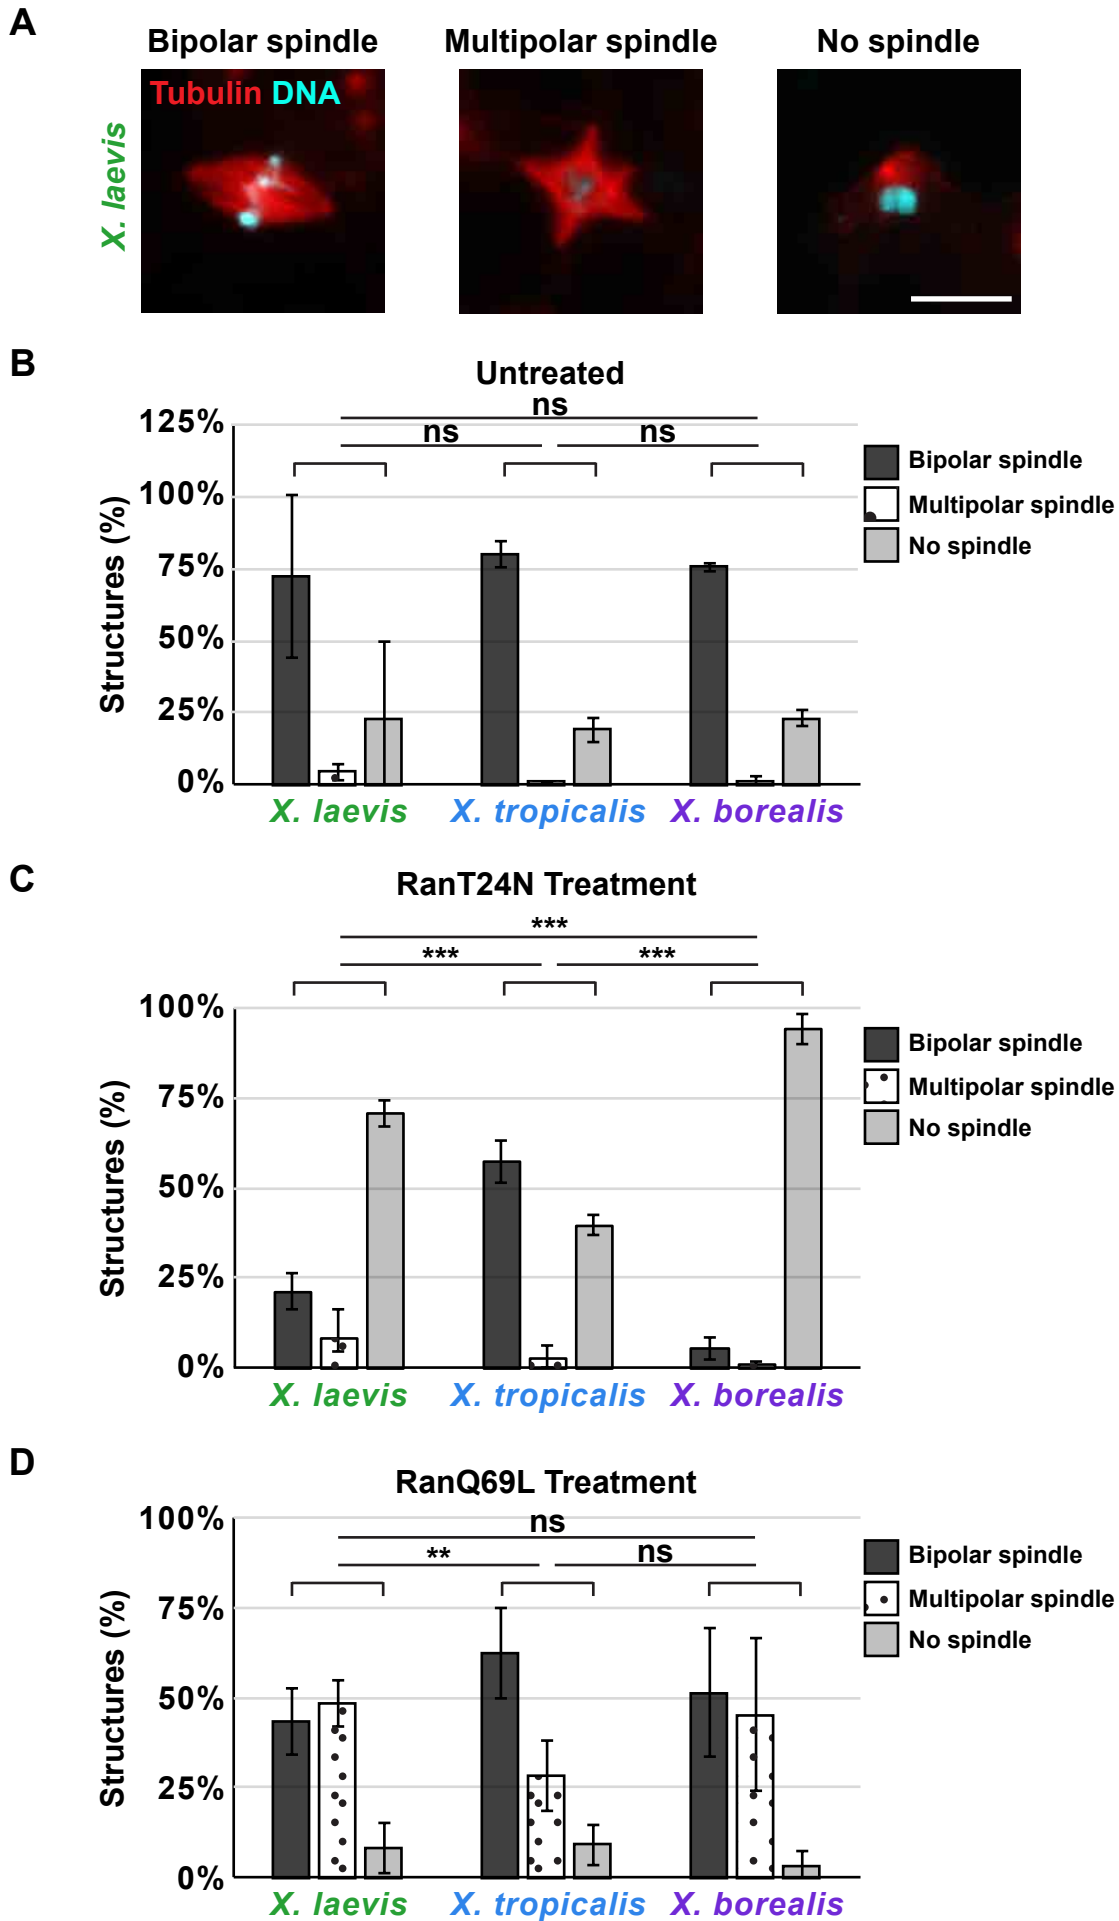 A
Bipolar spindle Multipolar spindle No spindle
Tubulin DNA
X. laevis
B
Untreated
ns
ns ns
125%
100%
75%
50%
25%
0%
Structures (%)
Bipolar spindle
Multipolar spindle
No spindle
X. laevis X. tropicalis X. borealis
C
RanT24N Treatment
***
*** ***
100%
75%
50%
25%
0%
Structures (%)
Bipolar spindle
Multipolar spindle
No spindle
X. laevis X. tropicalis X. borealis
D
RanQ69L Treatment
ns
** ns
100%
75%
50%
25%
0%
Structures (%)
Bipolar spindle
Multipolar spindle
No spindle
X. laevis X. tropicalis X. borealis